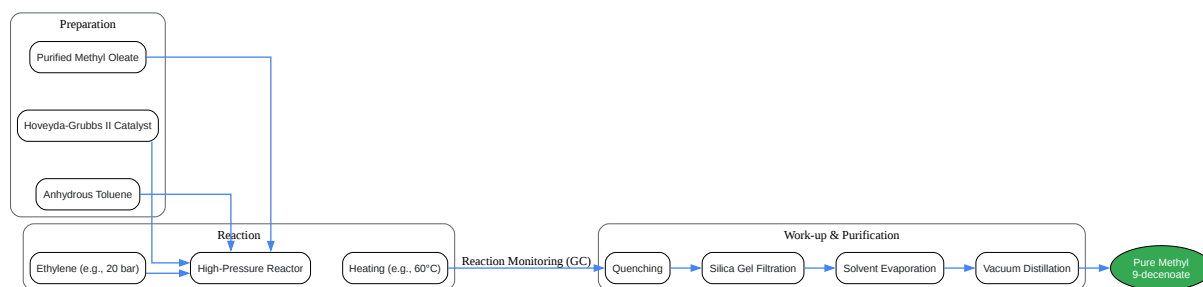 Preparation
Purified Methyl Oleate
Hoveyda-Grubbs II Catalyst
Anhydrous Toluene
Reaction
Ethylene (e.g., 20 bar)
High-Pressure Reactor
Heating (e.g., 60°C)
Reaction Monitoring (GC)
Work-up & Purification
Quenching
Silica Gel Filtration
Solvent Evaporation
Vacuum Distillation
Pure Methyl
9-decenoate